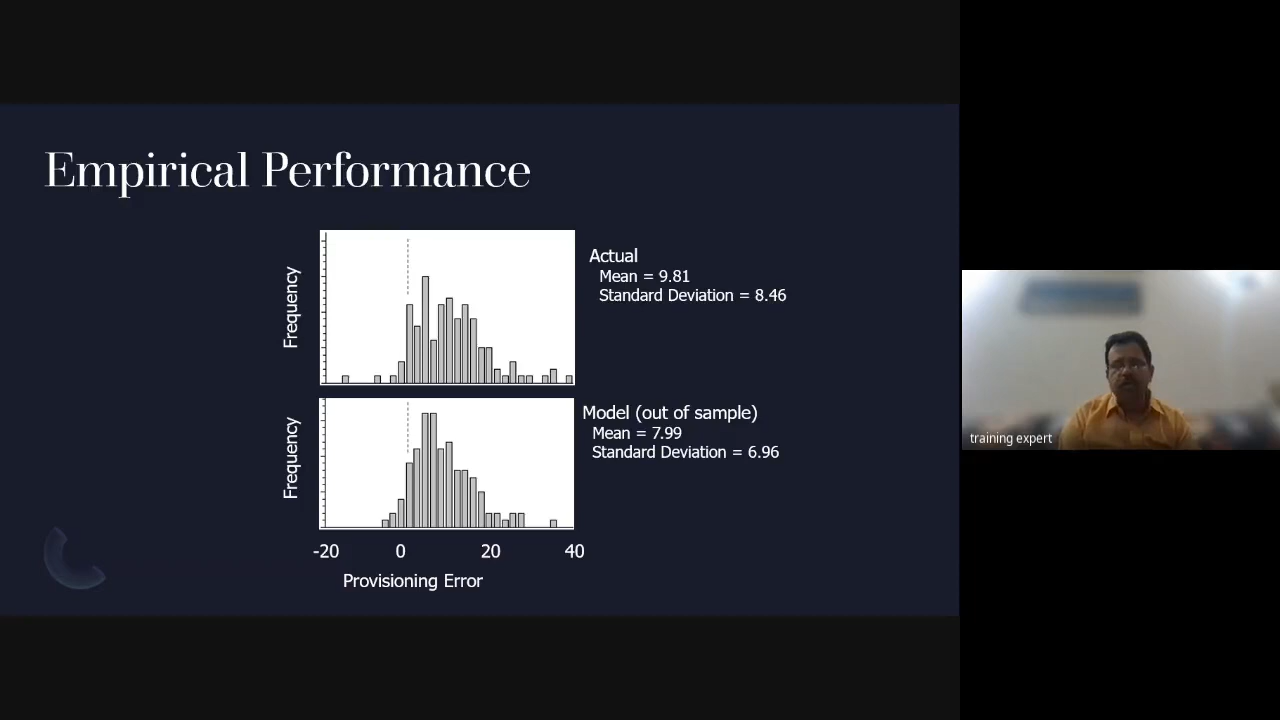 Empirical Performance
Frequency
Actual
Mean = 9.81
Standard Deviation = 8.46
Frequency
Model (out of sample)
Mean = 7.99
Standard Deviation = 6.96
-20 0 20 40
Provisioning Error
training expert